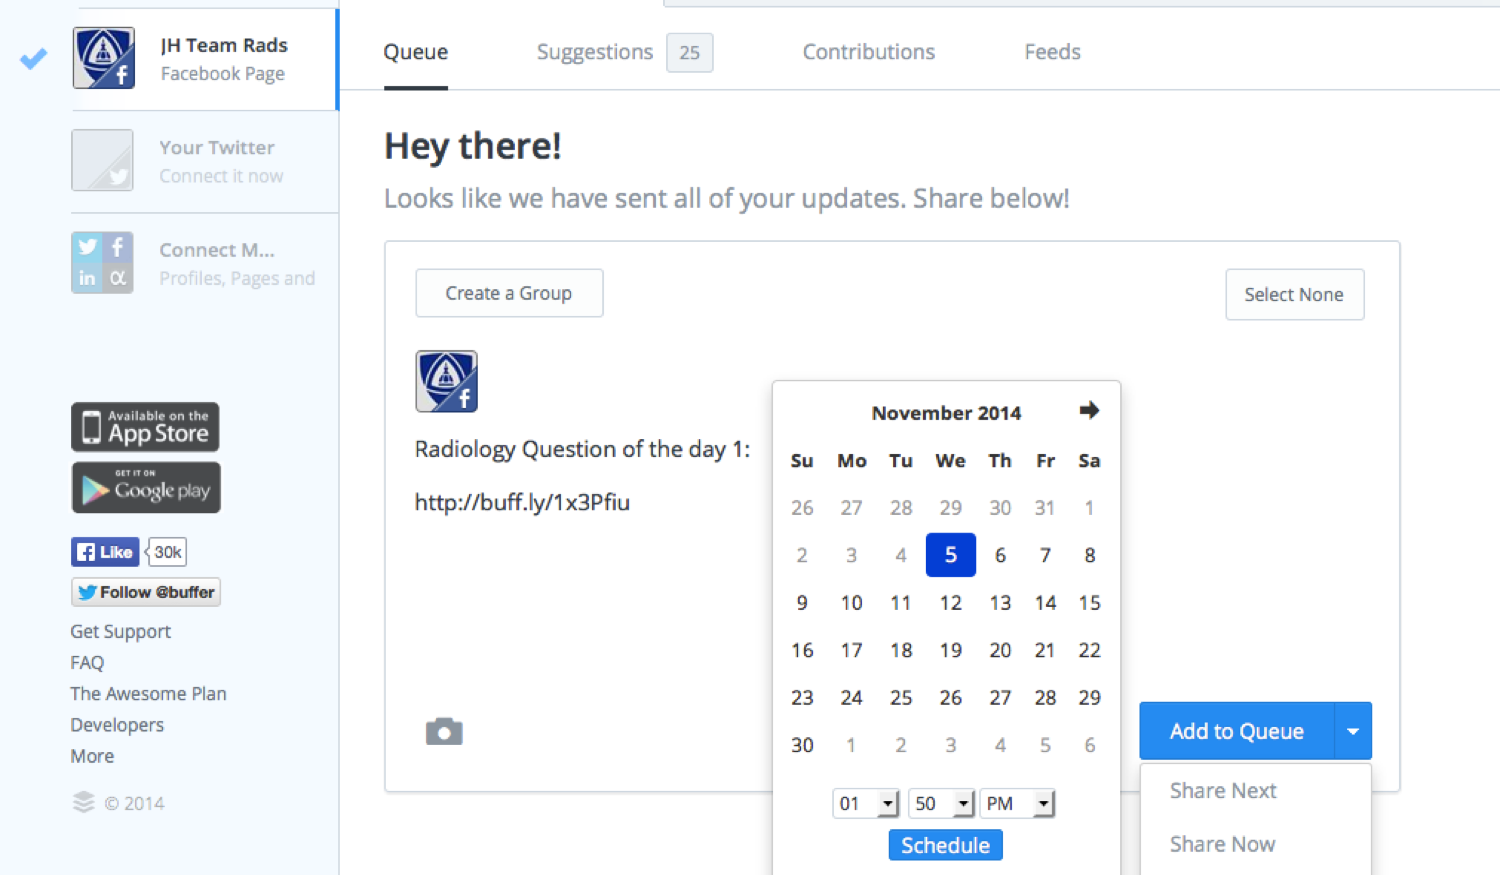 JH Team Rads
Facebook Page
Your Twitter
Connect it now
Connect M...
Profiles, Pages and
Available on the
App Store
GET IT ON
Google play
Like
30k
Follow @buffer
Get Support
FAQ
The Awesome Plan
Developers
More
© 2014
Queue Suggestions 25 Contributions Feeds
Hey there!
Looks like we have sent all of your updates. Share below!
Create a Group Select None
Radiology Question of the day 1:
http://buff.ly/1x3Pfiu
November 2014
Su Mo Tu We Th Fr Sa
26 27 28 29 30 31 1
2 3 4 5 6 7 8
9 10 11 12 13 14 15
16 17 18 19 20 21 22
23 24 25 26 27 28 29
30 1 2 3 4 5 6
01 50 PM
Schedule
Add to Queue
Share Next
Share Now